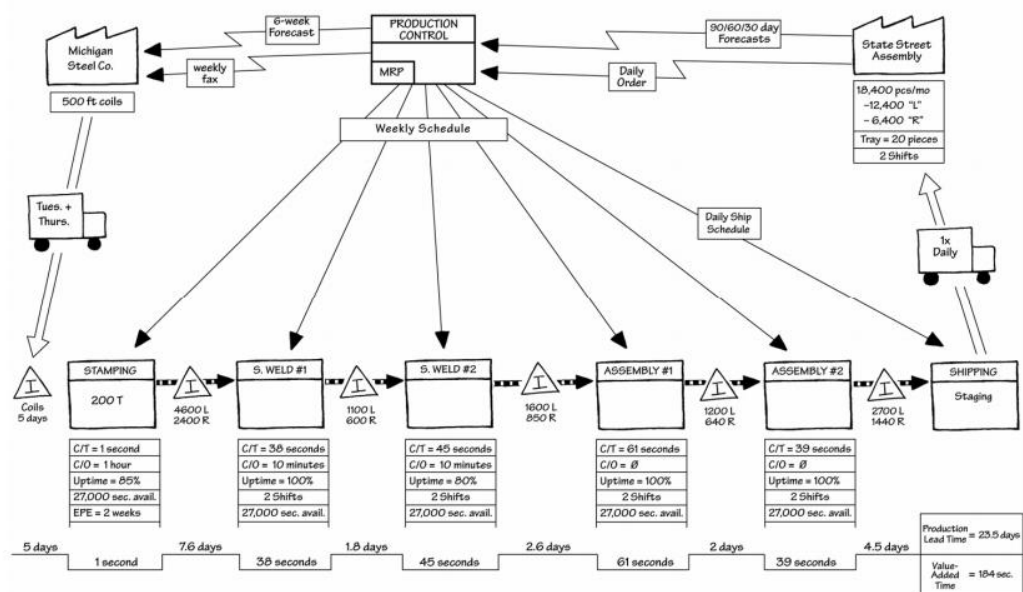 Michigan
Steel Co.
500 ft coils
Tues. +
Thurs.
6-week
Forecast
weekly
fax
PRODUCTION
CONTROL
MRP
Weekly Schedule
90/60/30 day
Forecasts
Daily
Order
State Street
Assembly
18,400 pcs/mo
-12,400 "L"
- 6,400 "R"
Tray = 20 pieces
2 Shifts
Daily Ship
Schedule
1x
Daily
I
Coils
5 days
STAMPING
200 T
C/T = 1 second
C/O = 1 hour
Uptime = 85%
27,000 sec. avail.
EPE = 2 weeks
I
4600 L
2400 R
S. WELD #1
C/T = 38 seconds
C/O = 10 minutes
Uptime = 100%
2 Shifts
27,000 sec. avail.
I
1100 L
600 R
S. WELD #2
C/T = 45 seconds
C/O = 10 minutes
Uptime = 80%
2 Shifts
27,000 sec. avail.
I
1600 L
850 R
ASSEMBLY #1
C/T = 61 seconds
C/O = Ø
Uptime = 100%
2 Shifts
27,000 sec. avail.
I
1200 L
640 R
ASSEMBLY #2
C/T = 39 seconds
C/O = Ø
Uptime = 100%
2 Shifts
27,000 sec. avail.
I
2700 L
1440 R
SHIPPING
Staging
5 days
1 second
7.6 days
38 seconds
1.8 days
45 seconds
2.6 days
61 seconds
2 days
39 seconds
4.5 days
Production
Lead Time = 23.5 days
Value-
Added = 184 sec.
Time